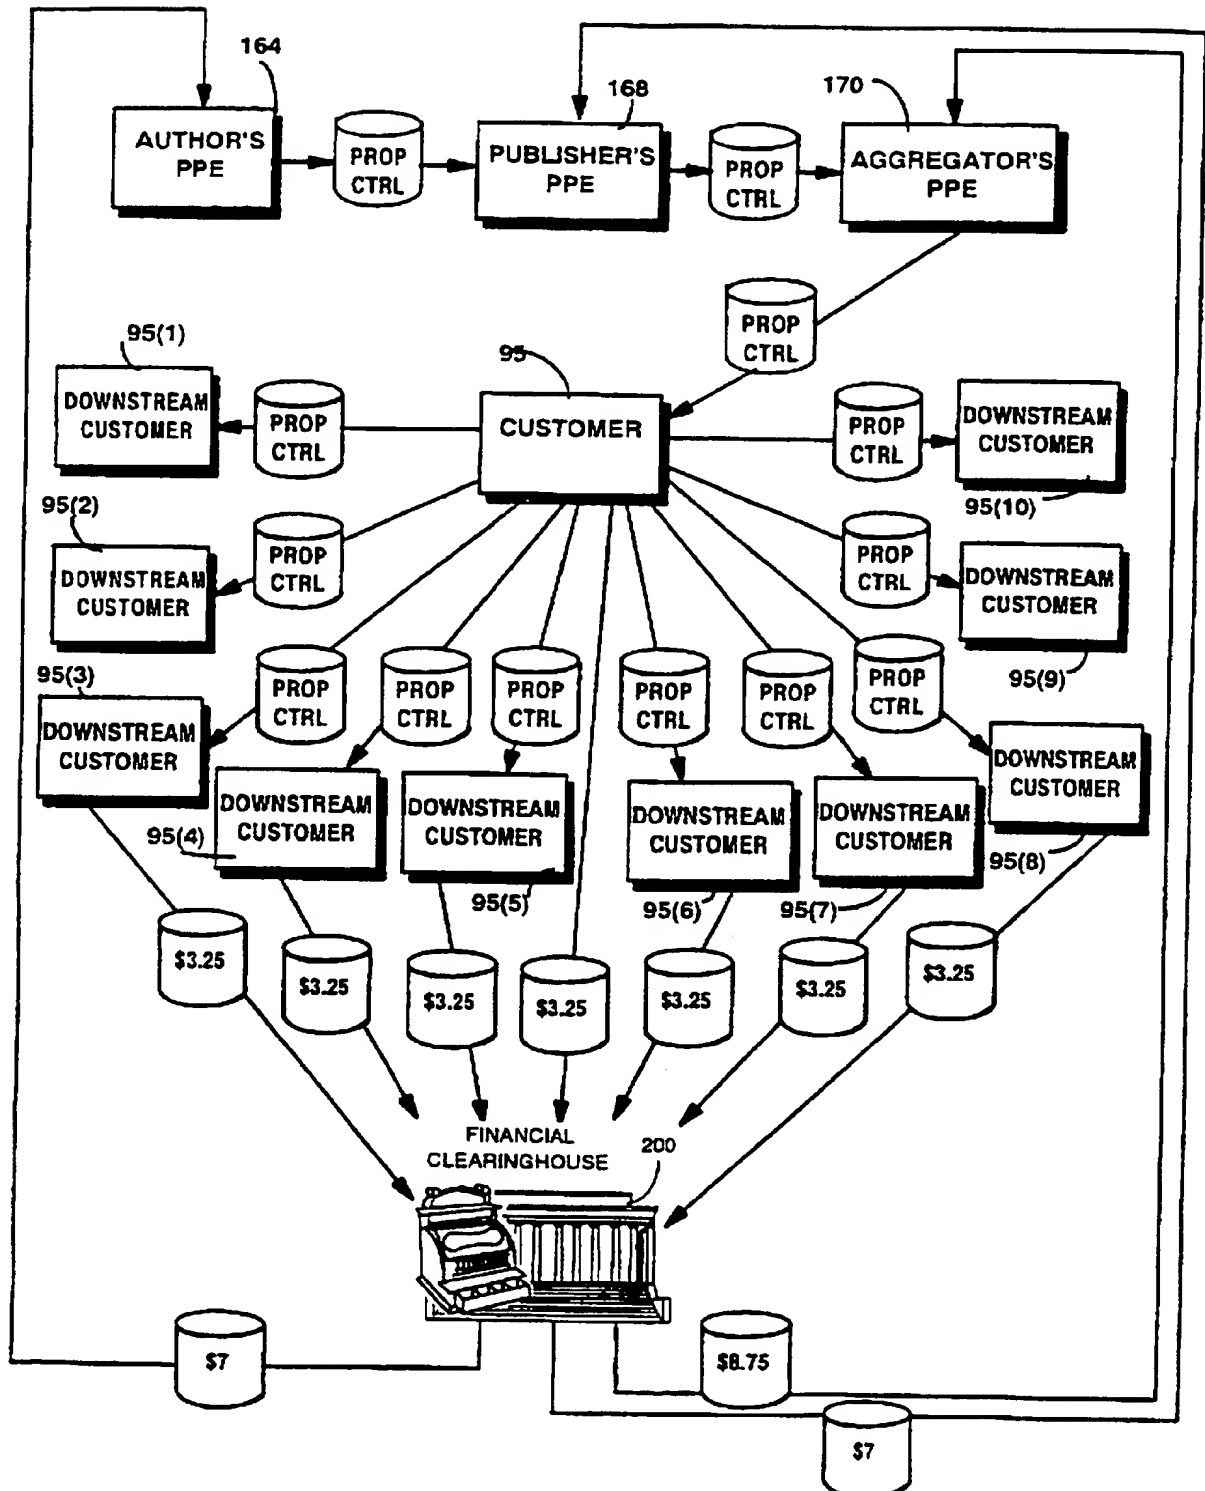 164
168
170
AUTHOR'S
PPE
PROP
CTRL
PUBLISHER'S
PPE
PROP
CTRL
AGGREGATOR'S
PPE
PROP
CTRL
95(1)
95
DOWNSTREAM
CUSTOMER
PROP
CTRL
CUSTOMER
PROP
CTRL
DOWNSTREAM
CUSTOMER
95(10)
95(2)
DOWNSTREAM
CUSTOMER
PROP
CTRL
PROP
CTRL
DOWNSTREAM
CUSTOMER
95(9)
95(3)
DOWNSTREAM
CUSTOMER
PROP
CTRL
PROP
CTRL
PROP
CTRL
PROP
CTRL
PROP
CTRL
PROP
CTRL
DOWNSTREAM
CUSTOMER
95(8)
95(4)
DOWNSTREAM
CUSTOMER
DOWNSTREAM
CUSTOMER
95(5)
DOWNSTREAM
CUSTOMER
95(6)
DOWNSTREAM
CUSTOMER
95(7)
$3.25
$3.25
$3.25
$3.25
$3.25
$3.25
$3.25
FINANCIAL
CLEARINGHOUSE
200
$7
$8.75
$7